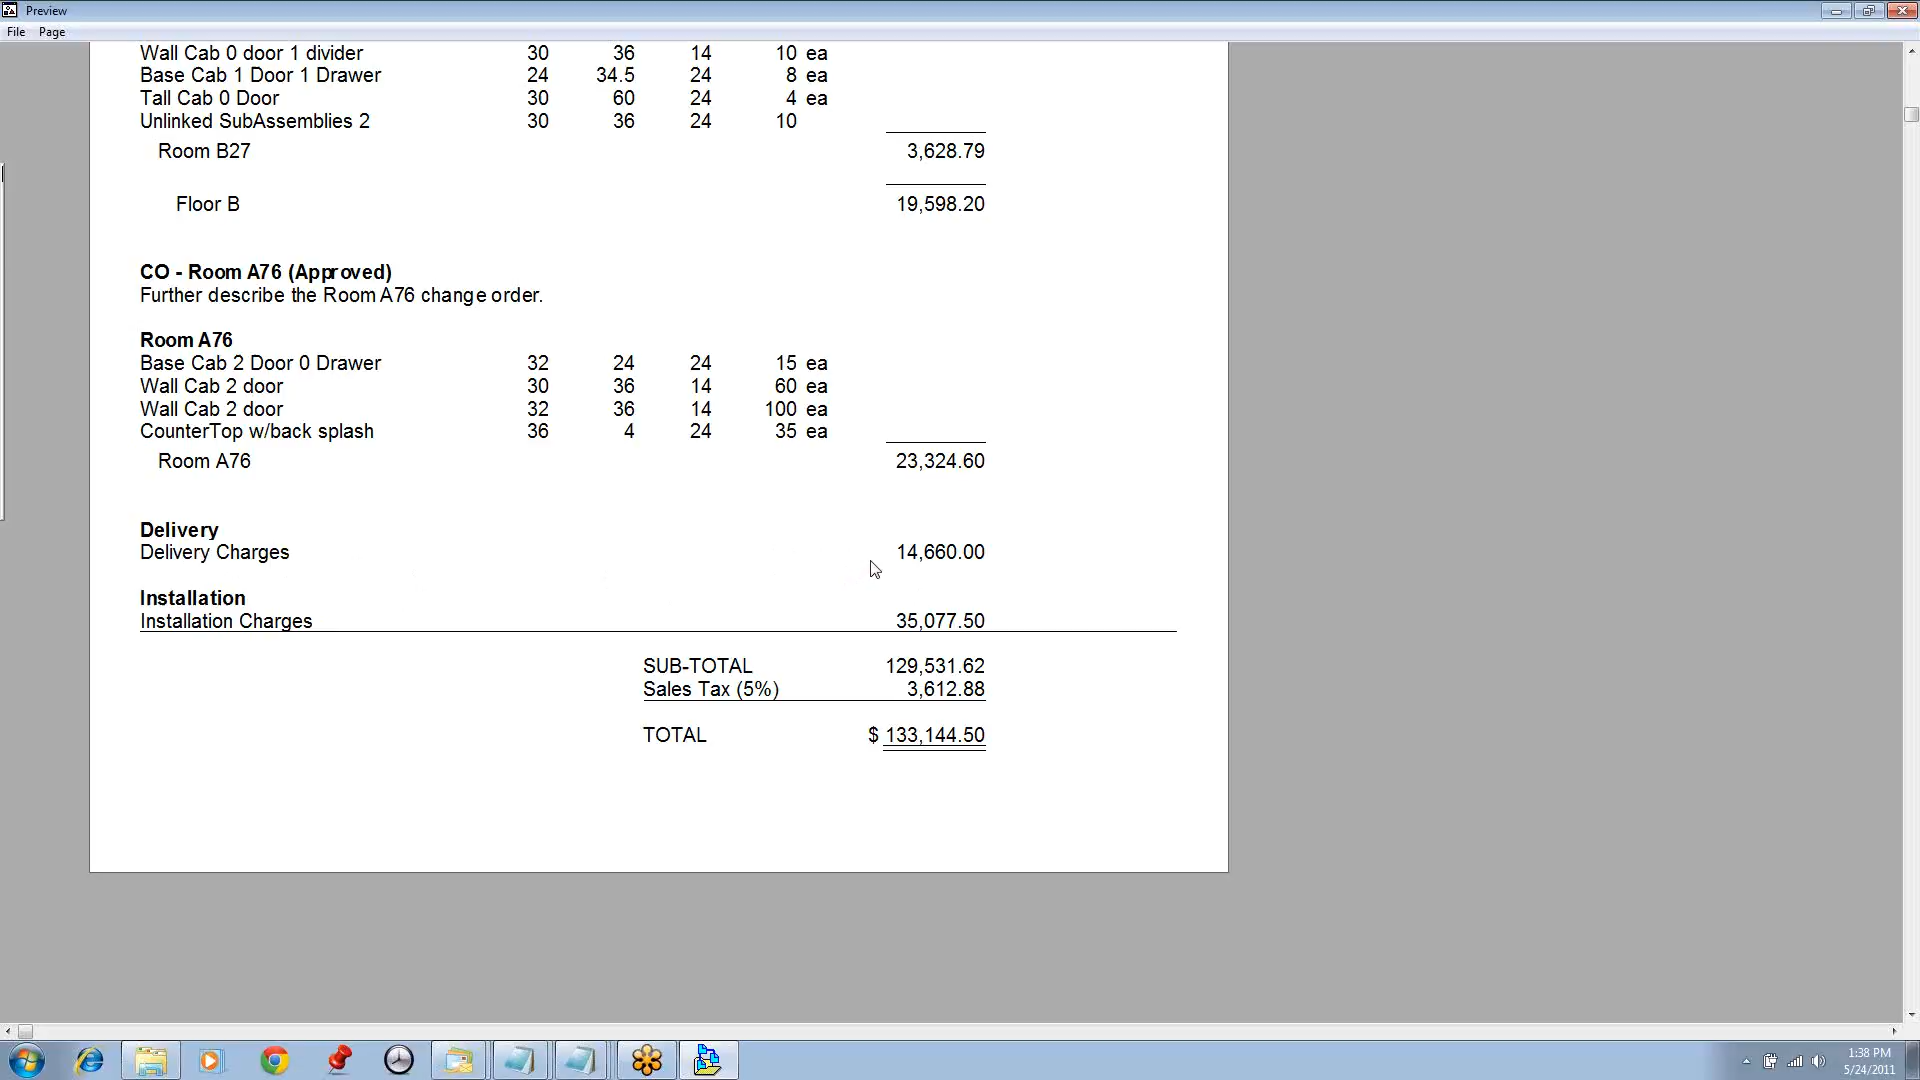 Preview
File Page
Wall Cab 0 door 1 divider 30 36 14 10 ea
Base Cab 1 Door 1 Drawer 24 34.5 24 8 ea
Tall Cab 0 Door 30 60 24 4 ea
Unlinked SubAssemblies 2 30 36 24 10
Room B27 3,628.79
Floor B 19,598.20
CO - Room A76 (Approved)
Further describe the Room A76 change order.
Room A76
Base Cab 2 Door 0 Drawer 32 24 24 15 ea
Wall Cab 2 door 30 36 14 60 ea
Wall Cab 2 door 32 36 14 100 ea
CounterTop w/back splash 36 4 24 35 ea
Room A76 23,324.60
Delivery
Delivery Charges 14,660.00
Installation
Installation Charges 35,077.50
SUB-TOTAL 129,531.62
Sales Tax (5%) 3,612.88
TOTAL $ 133,144.50
1:38 PM
5/24/2011